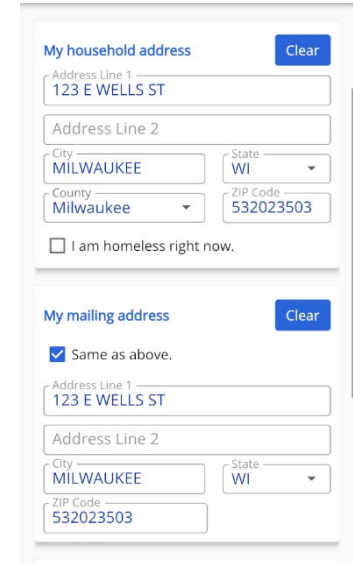 My household address Clear
Address Line 1
123 E WELLS ST
Address Line 2
City State
MILWAUKEE WI
County ZIP Code
Milwaukee 532023503
I am homeless right now.
My mailing address Clear
Same as above.
Address Line 1
123 E WELLS ST
Address Line 2
City State
MILWAUKEE WI
ZIP Code
532023503